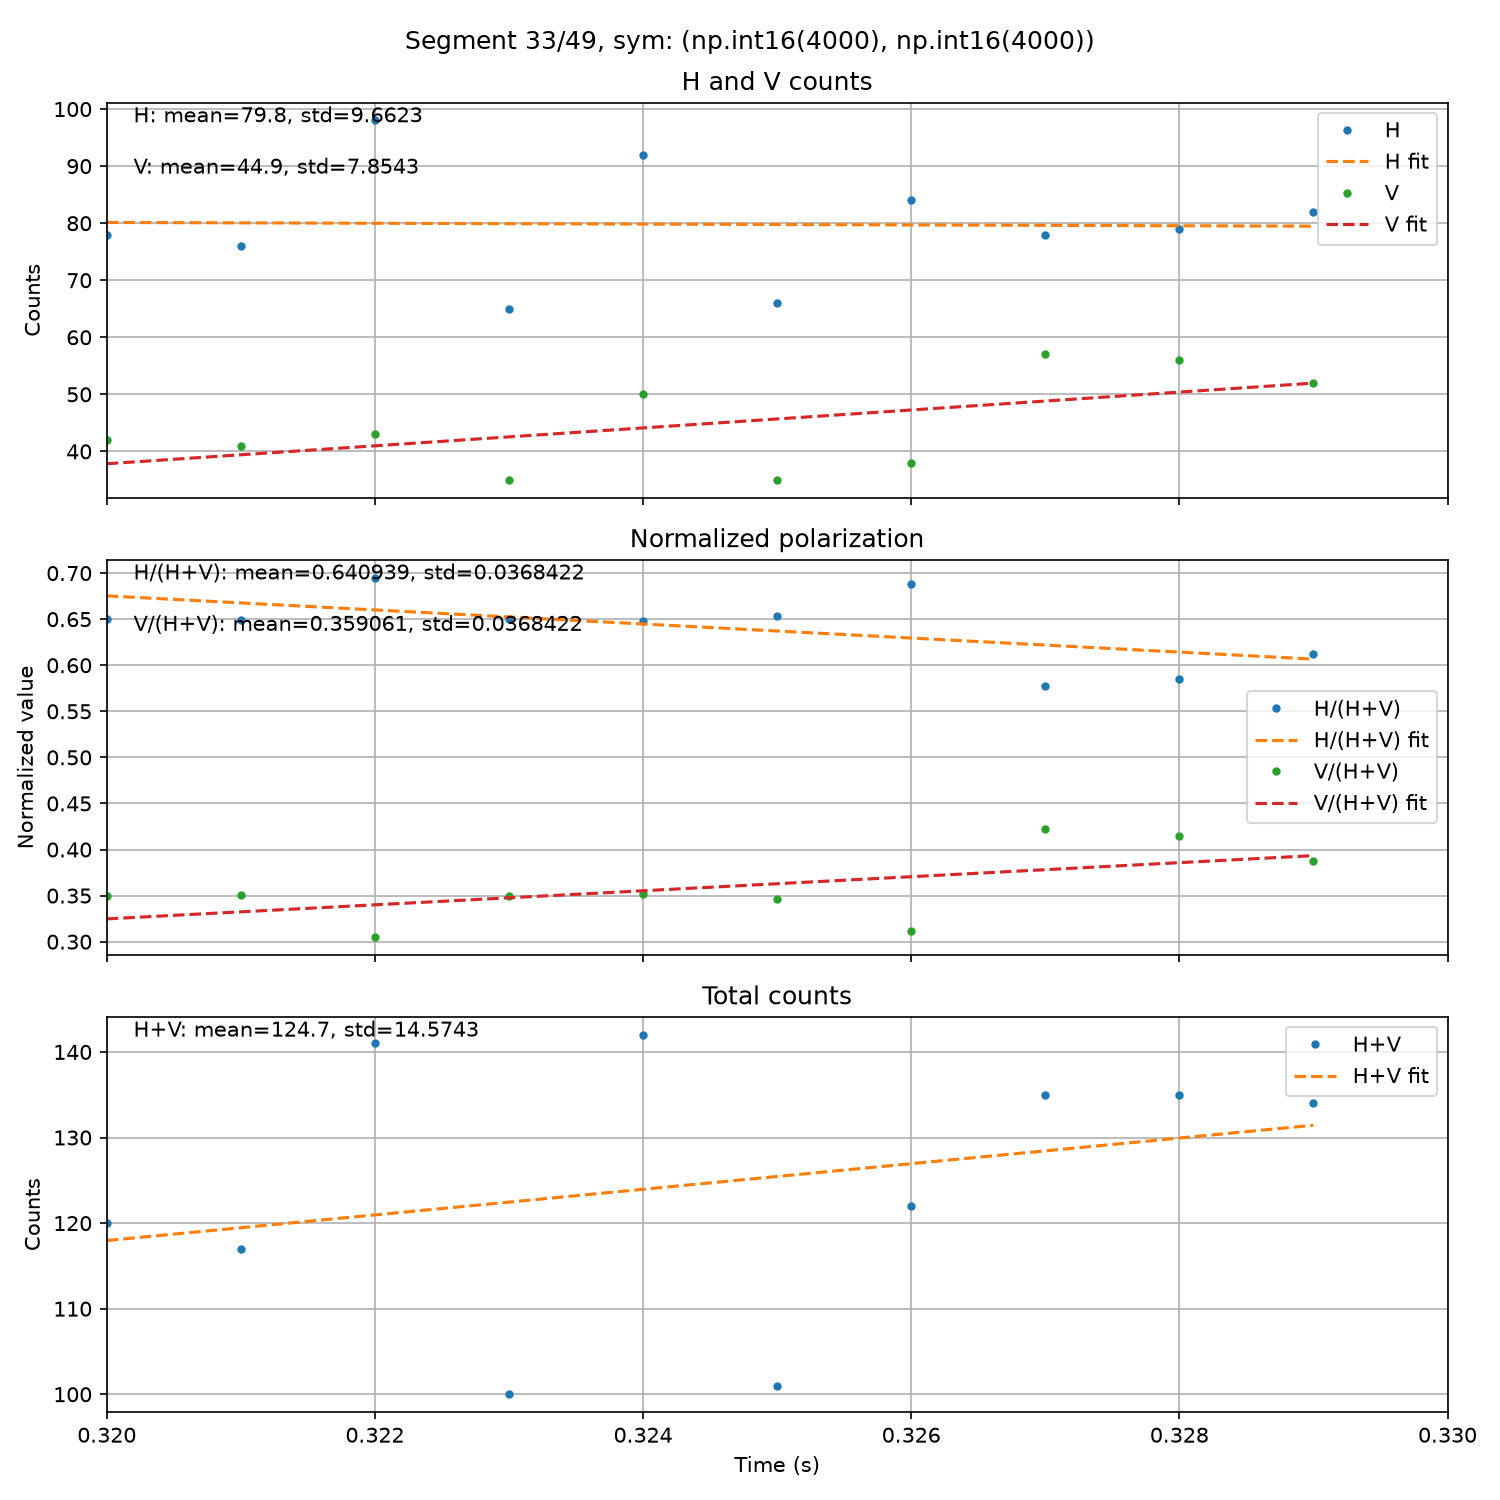 Segment 33/49, sym: (np.int16(4000), np.int16(4000))
H and V counts
H: mean=79.8, std=9.6623
V: mean=44.9, std=7.8543
H
H fit
V
V fit
100
90
80
70
60
50
40
Counts
Normalized polarization
H/(H+V): mean=0.640939, std=0.0368422
V/(H+V): mean=0.359061, std=0.0368422
H/(H+V)
H/(H+V) fit
V/(H+V)
V/(H+V) fit
0.70
0.65
0.60
0.55
0.50
0.45
0.40
0.35
0.30
Normalized value
Total counts
H+V: mean=124.7, std=14.5743
H+V
H+V fit
140
130
120
110
100
Counts
0.320 0.322 0.324 0.326 0.328 0.330
Time (s)